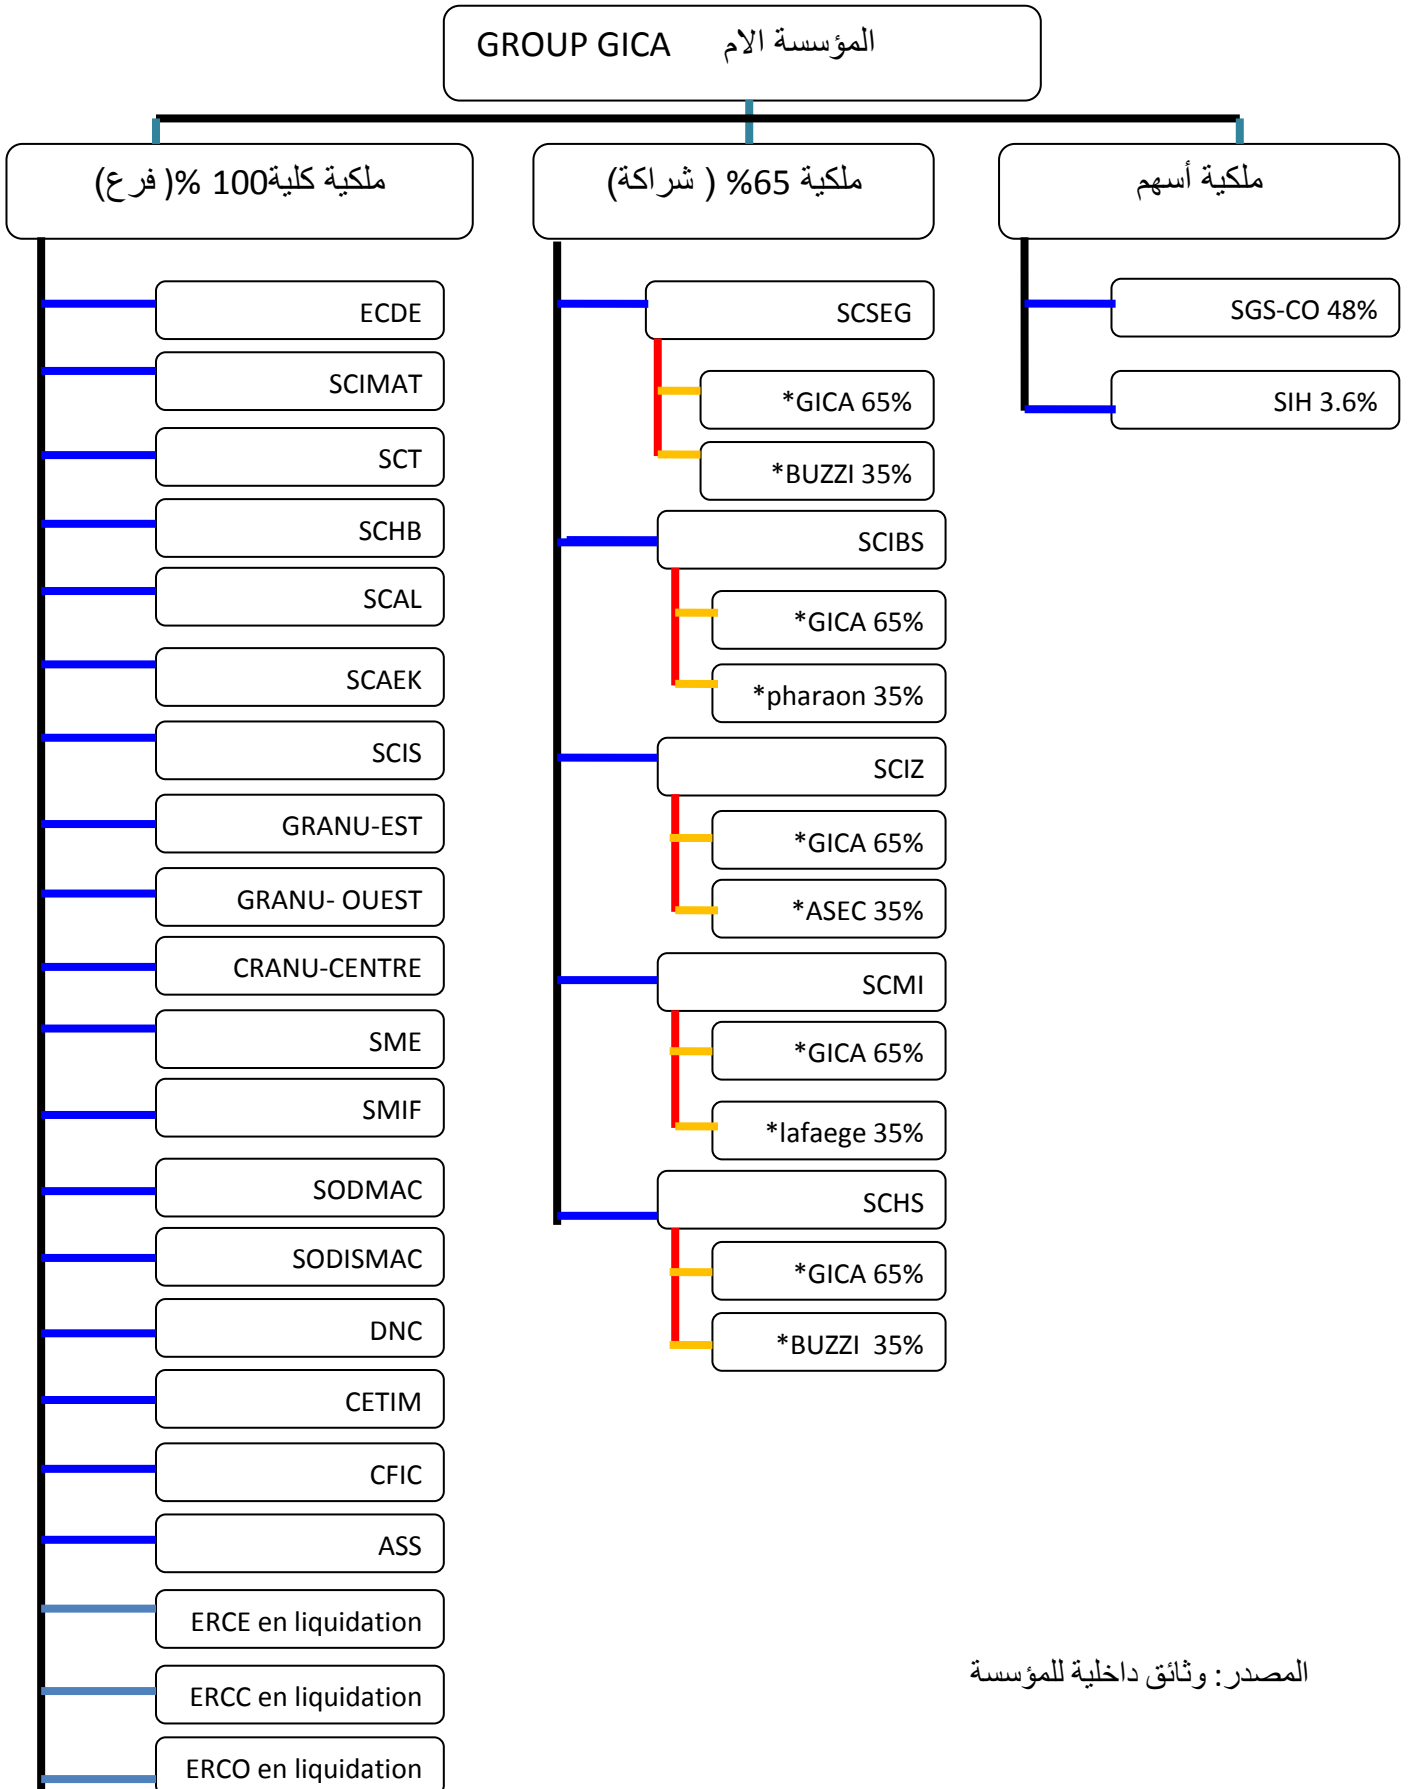 المؤسسة الام GROUP GICA
ملكية كلية100 %( فرع)
ملكية 65% ( شراكة)
ملكية أسهم
ECDE
SCIMAT
SCT
SCHB
SCAL
SCAEK
SCIS
GRANU-EST
GRANU- OUEST
CRANU-CENTRE
SME
SMIF
SODMAC
SODISMAC
DNC
CETIM
CFIC
ASS
ERCE en liquidation
ERCC en liquidation
ERCO en liquidation
SCSEG
*GICA 65%
*BUZZI 35%
SCIBS
*GICA 65%
*pharaon 35%
SCIZ
*GICA 65%
*ASEC 35%
SCMI
*GICA 65%
*lafaege 35%
SCHS
*GICA 65%
*BUZZI 35%
SGS-CO 48%
SIH 3.6%
المصدر: وثائق داخلية للمؤسسة